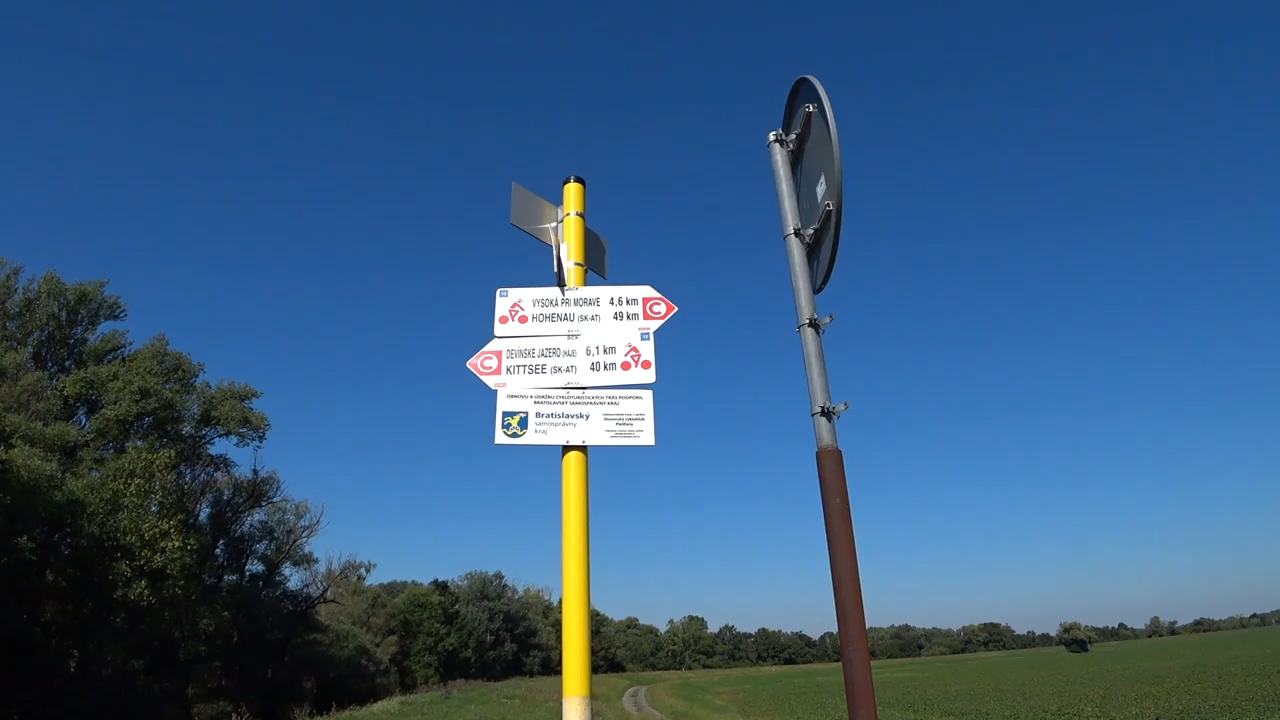 VYSOKÁ PRI MORAVE 4,6 km
HOHENAU (SK-AT) 49 km
C
DEVÍNSKE JAZERO (HÁJE) 6,1 km
C
KITTSEE (SK-AT) 40 km
OBNOVU A ÚDRŽBU CYKLOTURISTICKÝCH TRÁS PODPORIL
BRATISLAVSKÝ SAMOSPRÁVNY KRAJ
Bratislavský
samosprávny
kraj